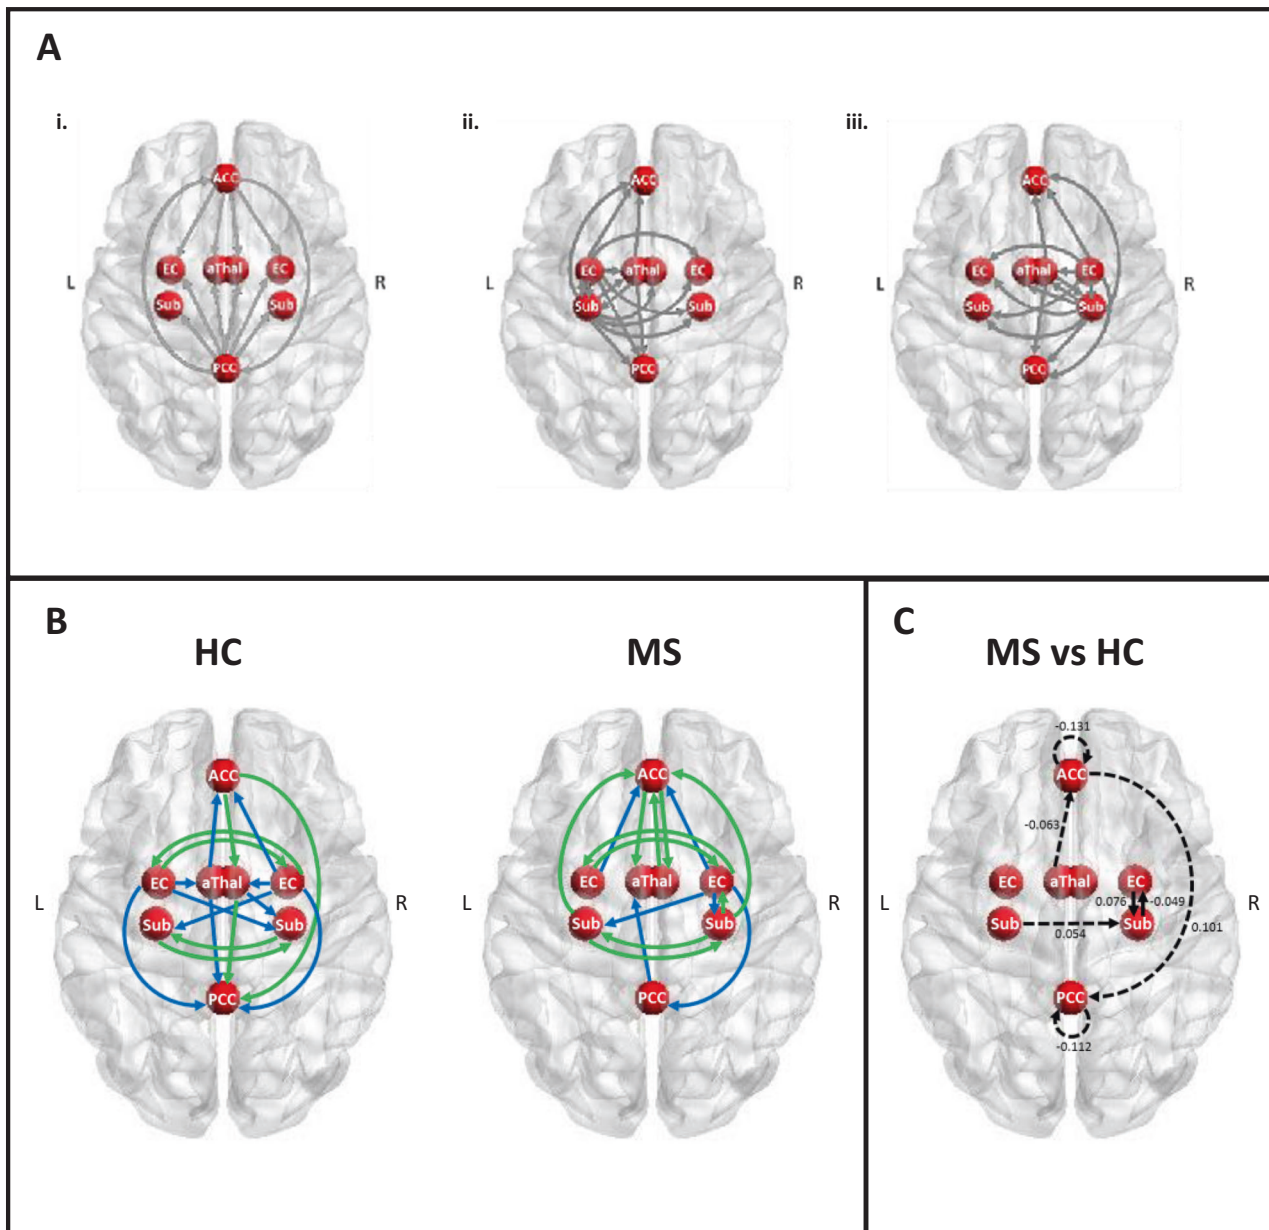 A
i.
ii.
iii.
ACC
EC
aThal
EC
Sub
Sub
PCC
L
R
ACC
EC
aThal
EC
Sub
Sub
PCC
L
R
ACC
EC
aThal
EC
Sub
Sub
PCC
L
R
B
HC
MS
ACC
EC
aThal
EC
Sub
Sub
PCC
L
R
ACC
EC
aThal
EC
Sub
Sub
PCC
L
R
C
MS vs HC
-0.131
ACC
-0.063
EC
aThal
EC
0.076
-0.049
Sub
Sub
0.054
0.101
PCC
-0.112
L
R